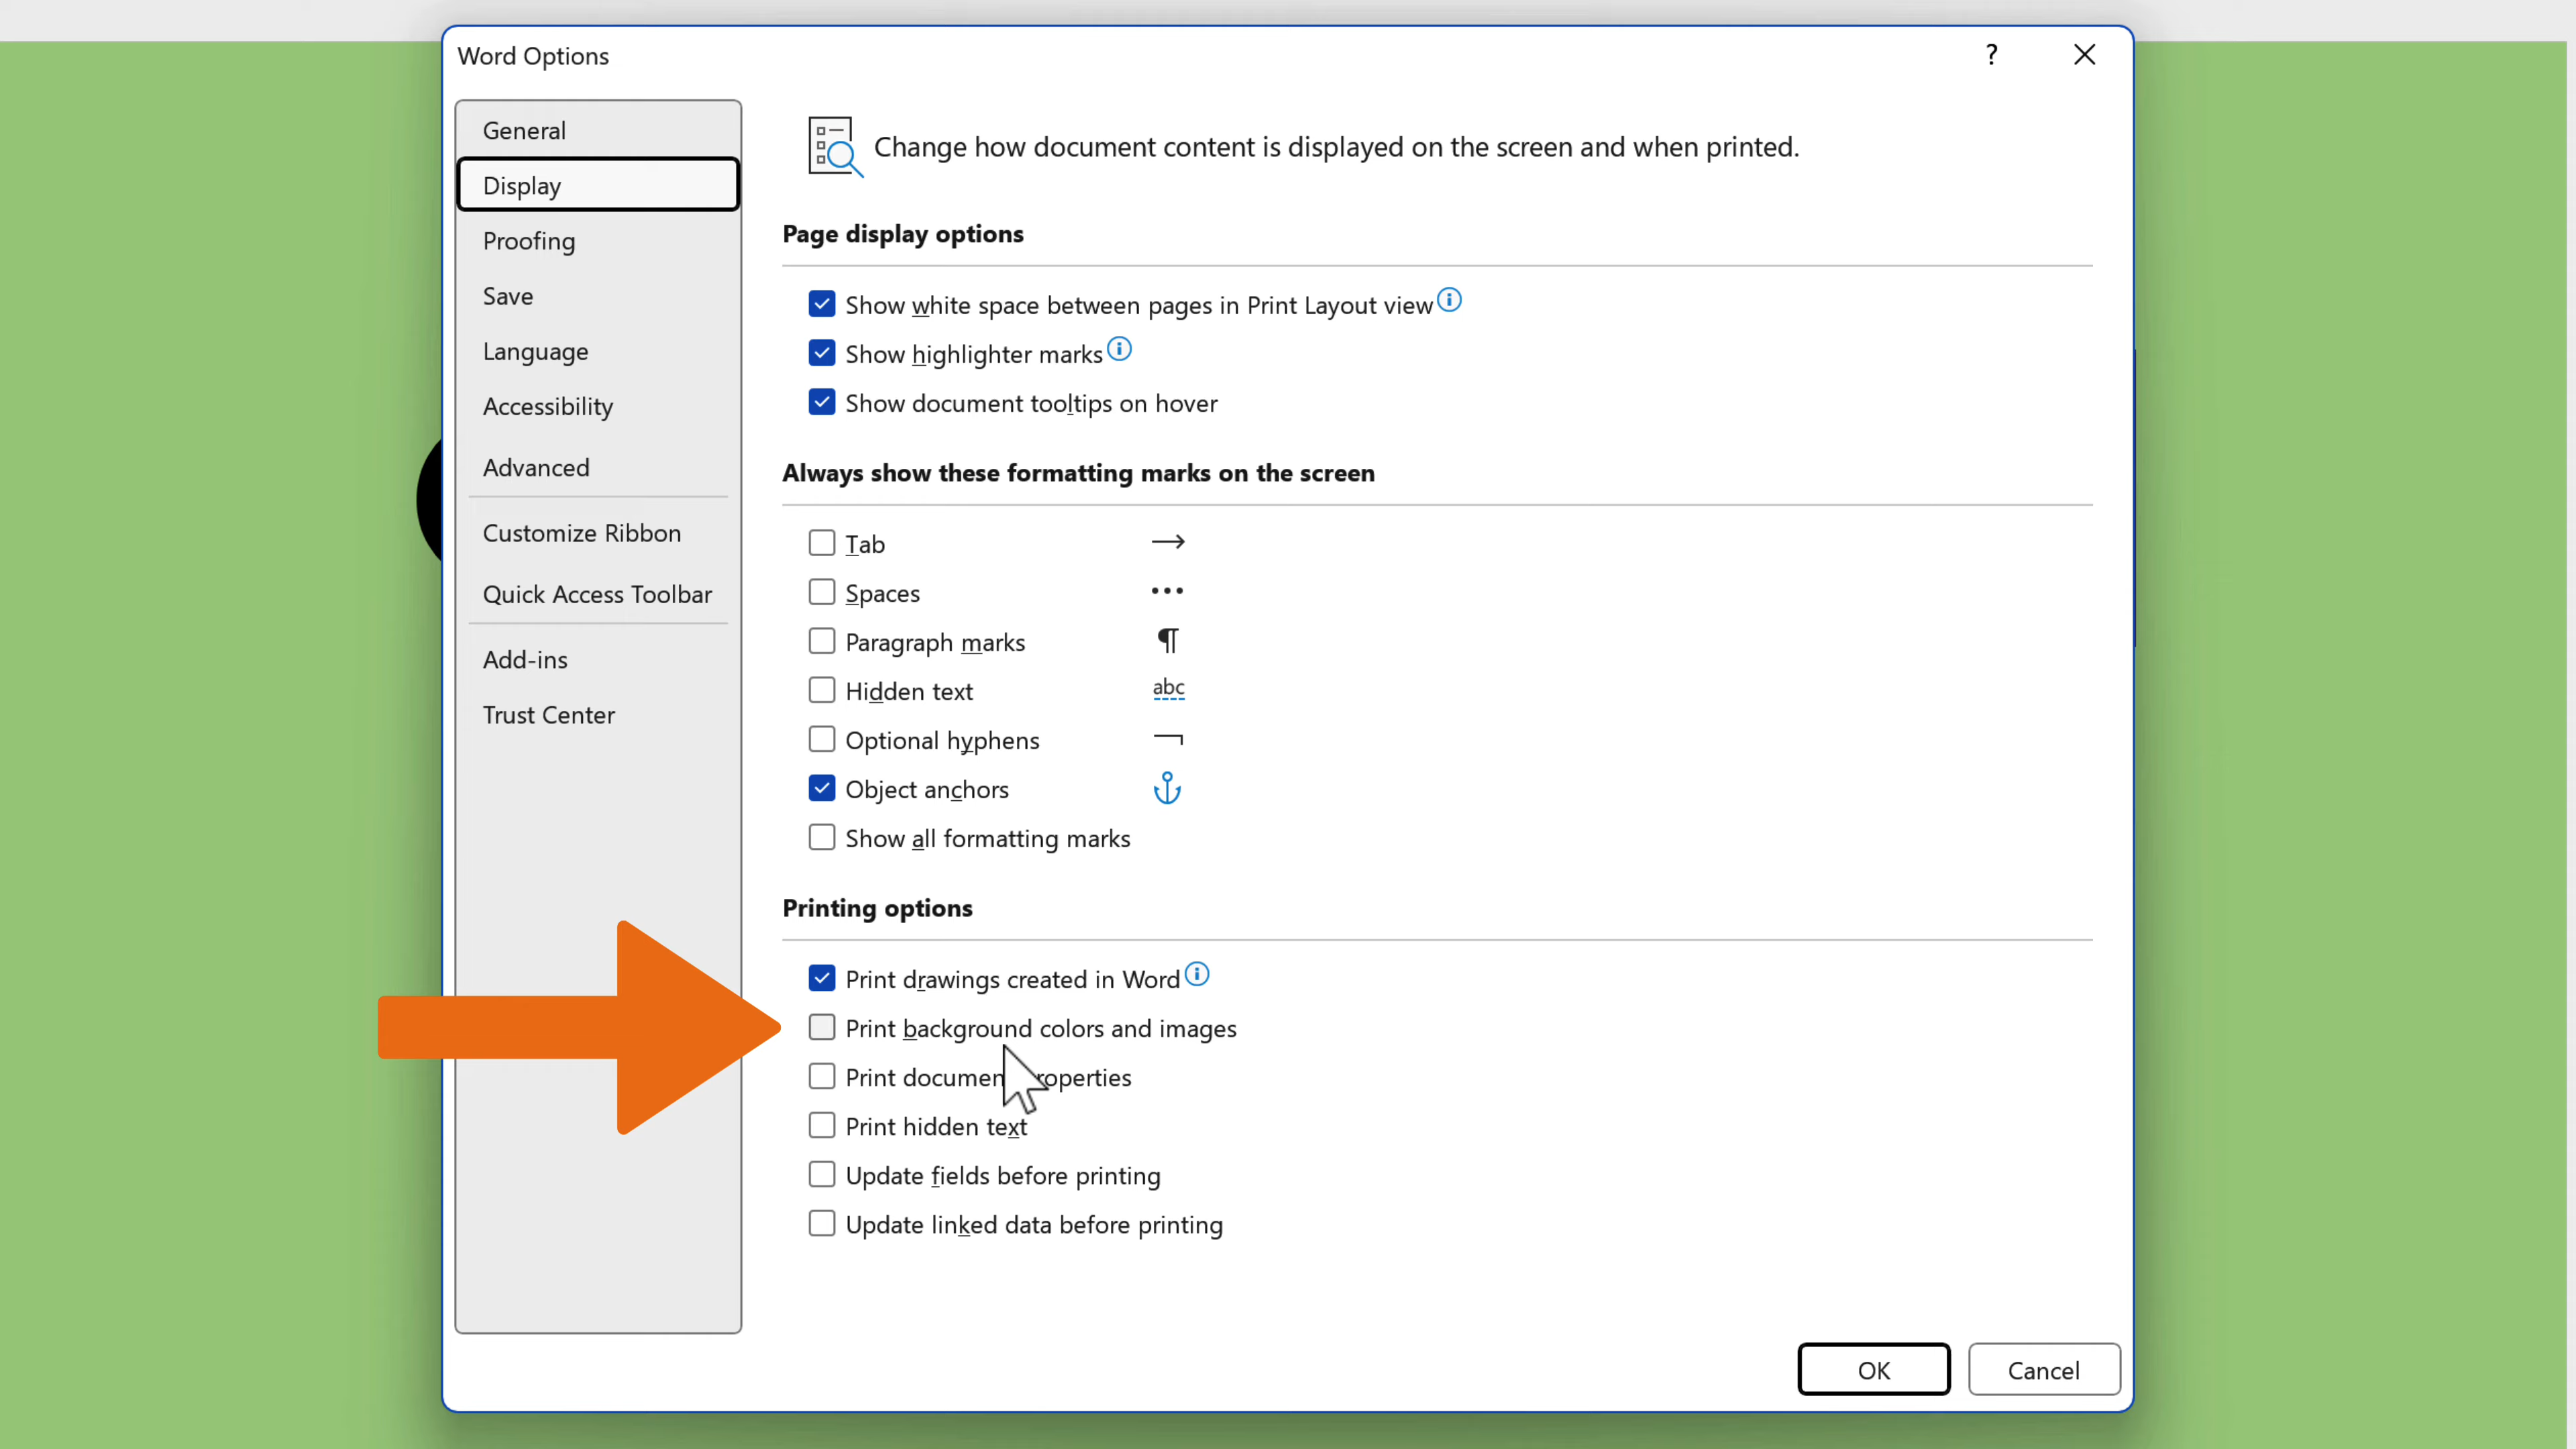 Word Options
?
General
Display
Proofing
Save
Language
Accessibility
Advanced
Customize Ribbon
Quick Access Toolbar
Add-ins
Trust Center
Change how document content is displayed on the screen and when printed.
Page display options
Show white space between pages in Print Layout view
Show highlighter marks
Show document tooltips on hover
Always show these formatting marks on the screen
Tab →
Spaces •••
Paragraph marks ¶
Hidden text abc
Optional hyphens ¬
Object anchors
Show all formatting marks
Printing options
Print drawings created in Word
Print background colors and images
Print documen roperties
Print hidden text
Update fields before printing
Update linked data before printing
OK
Cancel